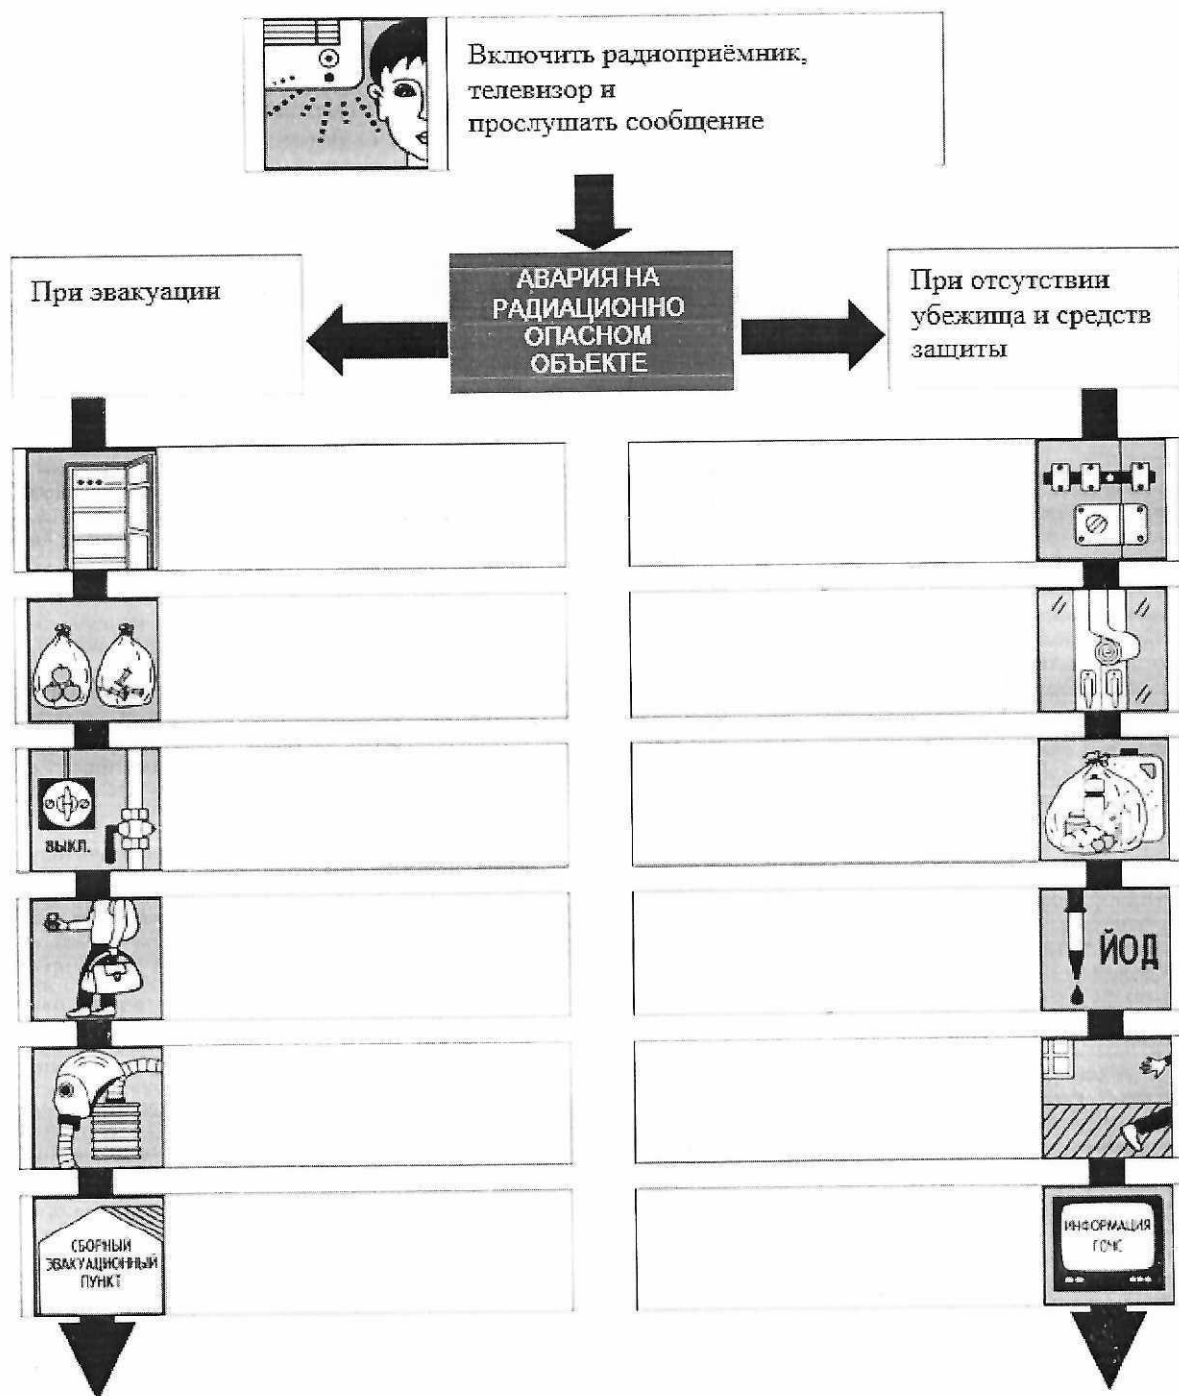 Включить радиоприёмник,
телевизор и
прослушать сообщение
При эвакуации
АВАРИЯ НА
РАДИАЦИОННО
ОПАСНОМ
ОБЪЕКТЕ
При отсутствии
убежища и средств
защиты
ВЫКЛ.
ЙОД
СБОРНЫЙ
ЭВАКУАЦИОННЫЙ
ПУНКТ
ИНФОРМАЦИЯ
ГОЧС